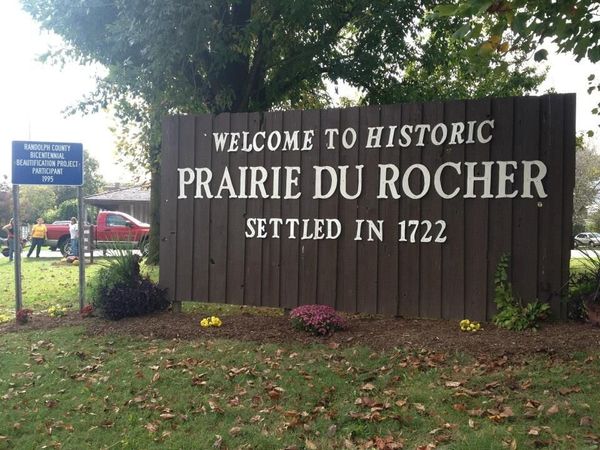 RANDOLPH COUNTY
BICENTENNIAL
BEAUTIFICATION PROJECT
PARTICIPANT
1995
WELCOME TO HISTORIC
PRAIRIE DU ROCHER
SETTLED IN 1722